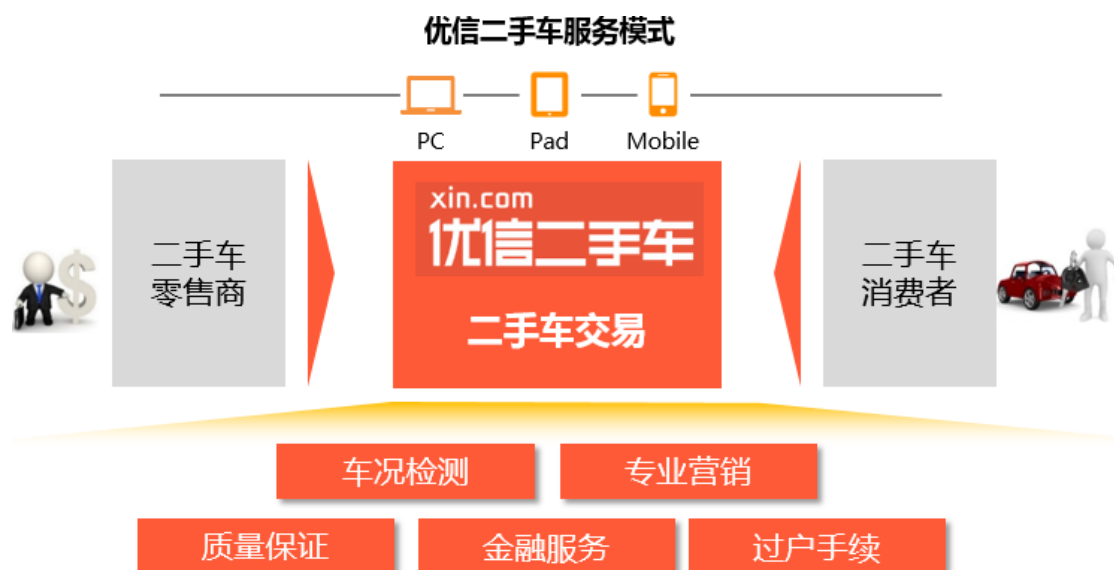 优信二手车服务模式
PC
Pad
Mobile
二手车
零售商
xin.com
优信二手车
二手车交易
二手车
消费者
$
车况检测
专业营销
质量保证
金融服务
过户手续